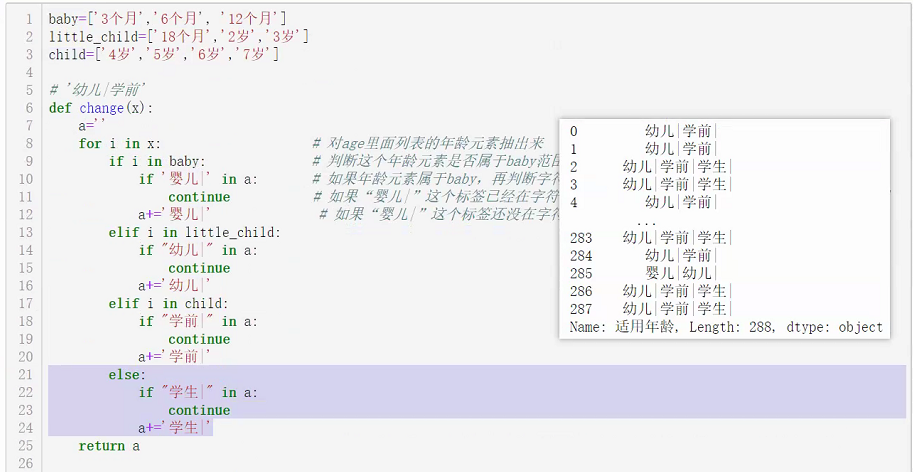 1 baby=['3个月','6个月', '12个月']
2 little_child=['18个月','2岁','3岁']
3 child=['4岁','5岁','6岁','7岁']
4
5 # '幼儿|学前'
6 def change(x):
7 a=''
8 for i in x: # 对age里面列表的年龄元素抽出来
9 if i in baby: # 判断这个年龄元素是否属于baby范
10 if '婴儿|' in a: # 如果年龄元素属于baby，再判断字
11 continue # 如果“婴儿|”这个标签已经在字符
12 a+='婴儿|' # 如果“婴儿|”这个标签还没在字符
13 elif i in little_child:
14 if "幼儿|" in a:
15 continue
16 a+='幼儿|'
17 elif i in child:
18 if "学前|" in a:
19 continue
20 a+='学前|'
21 else:
22 if "学生|" in a:
23 continue
24 a+='学生|'
25 return a
26
0 幼儿|学前|
1 幼儿|学前|
2 幼儿|学前|学生|
3 幼儿|学前|学生|
4 幼儿|学前|
...
283 幼儿|学前|学生|
284 幼儿|学前|
285 婴儿|幼儿|
286 幼儿|学前|学生|
287 幼儿|学前|学生|
Name: 适用年龄, Length: 288, dtype: object